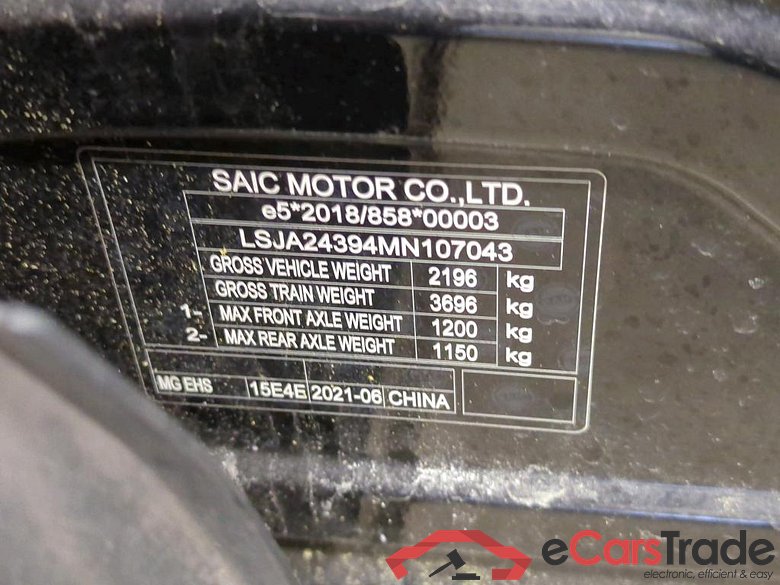 SAIC MOTOR CO.,LTD.
e5*2018/858*00003
LSJA24394MN107043
GROSS VEHICLE WEIGHT 2196 kg
GROSS TRAIN WEIGHT 3696 kg
1- MAX FRONT AXLE WEIGHT 1200 kg
2- MAX REAR AXLE WEIGHT 1150 kg
MG EHS 15E4E 2021-06 CHINA
eCarsTrade
electronic, efficient & easy